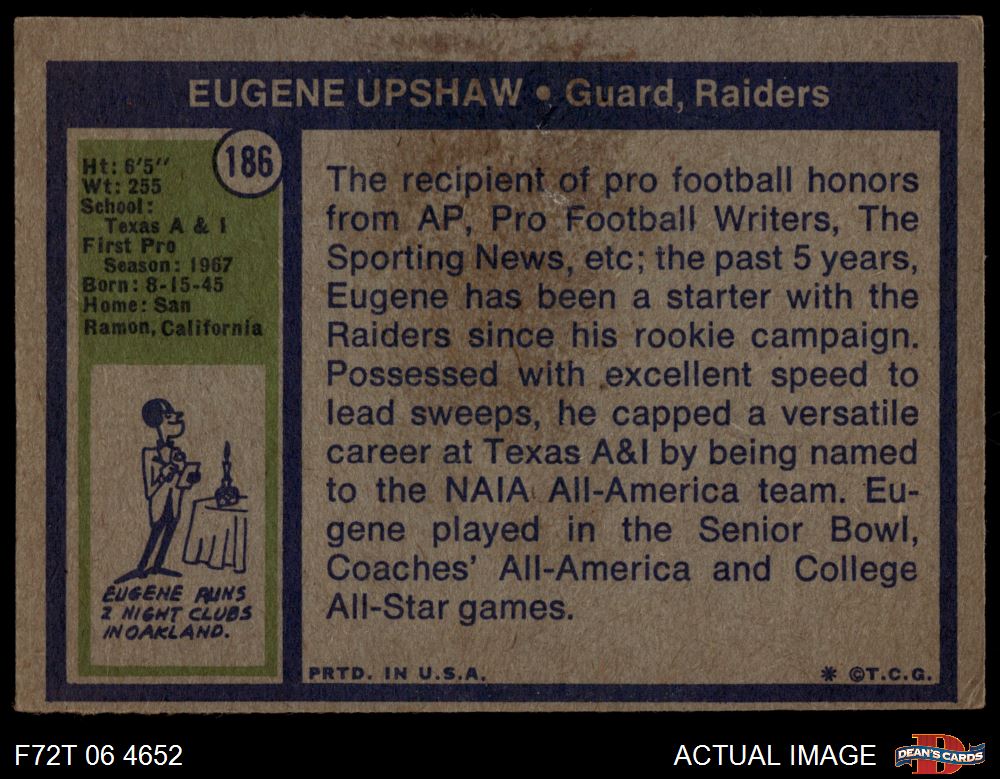 EUGENE UPSHAW • Guard, Raiders
186
Ht: 6'5"
Wt: 255
School:
Texas A & I
First Pro
Season: 1967
Born: 8-15-45
Home: San
Ramon, California
EUGENE RUNS
2 NIGHT CLUBS
IN OAKLAND.
The recipient of pro football honors
from AP, Pro Football Writers, The
Sporting News, etc; the past 5 years,
Eugene has been a starter with the
Raiders since his rookie campaign.
Possessed with excellent speed to
lead sweeps, he capped a versatile
career at Texas A&I by being named
to the NAIA All-America team. Eu-
gene played in the Senior Bowl,
Coaches' All-America and College
All-Star games.
PRTD. IN U.S.A.
* ©T.C.G.
F72T 06 4652
ACTUAL IMAGE
D
DEAN'S CARDS